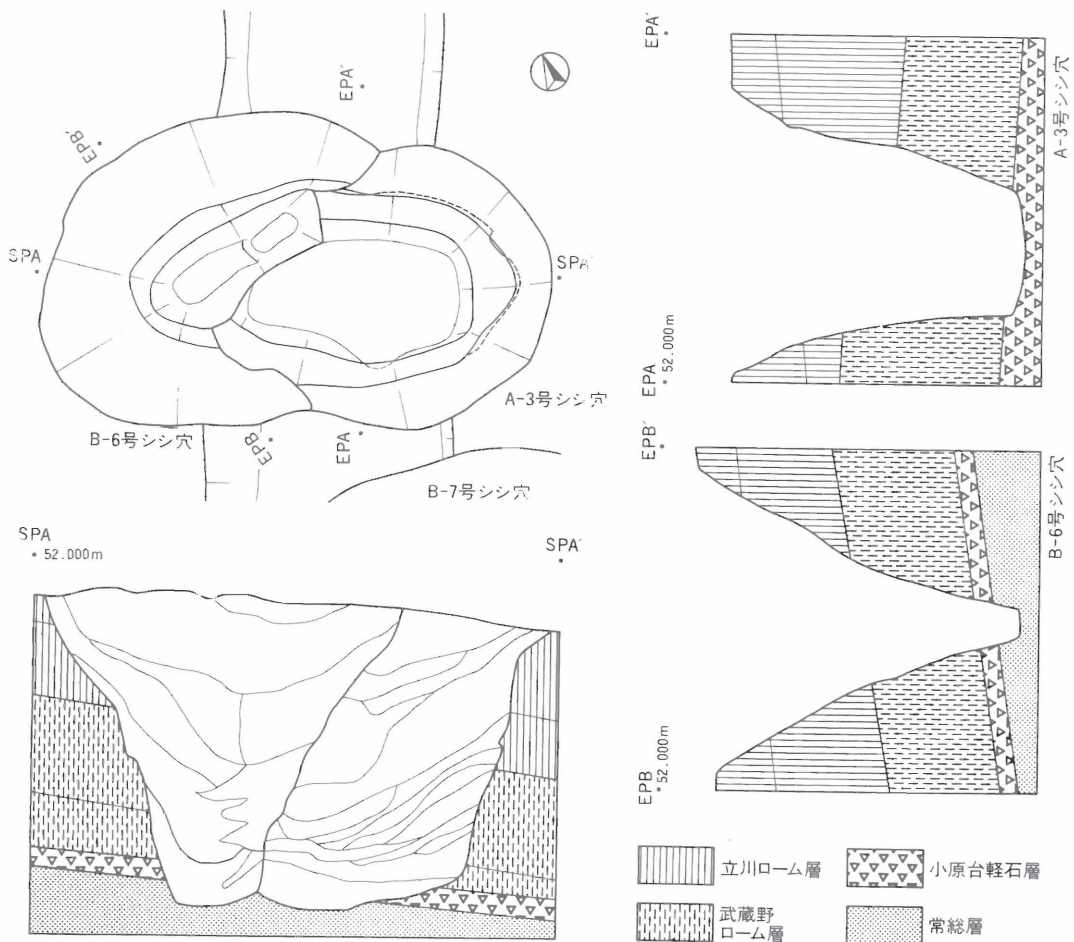 EPA´
EPB´
SPA
SPA´
A-3号シシ穴
B-6号シシ穴
EPB
EPA
B-7号シシ穴
SPA
52.000m
SPA´
EPA´
A-3号シシ穴
EPA
52.000m
EPB´
B-6号シシ穴
EPB
52.000m
立川ローム層
小原台軽石層
武蔵野
ローム層
常総層